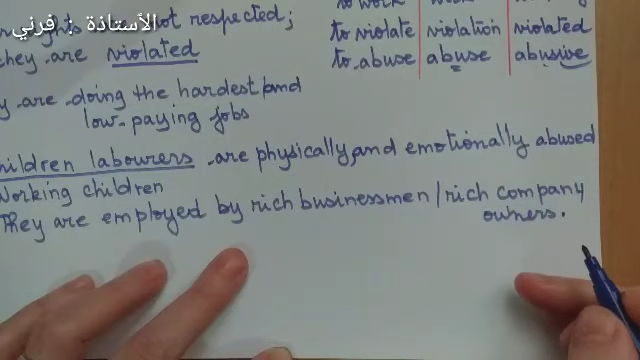 الأستاذة : فرني
rights not respected;
they are violated
to violate violation violated
to abuse abuse abusive
are doing the hardest and
low-paying jobs
children labourers are physically and emotionally abused
Working children
They are employed by rich businessmen/rich company
owners.